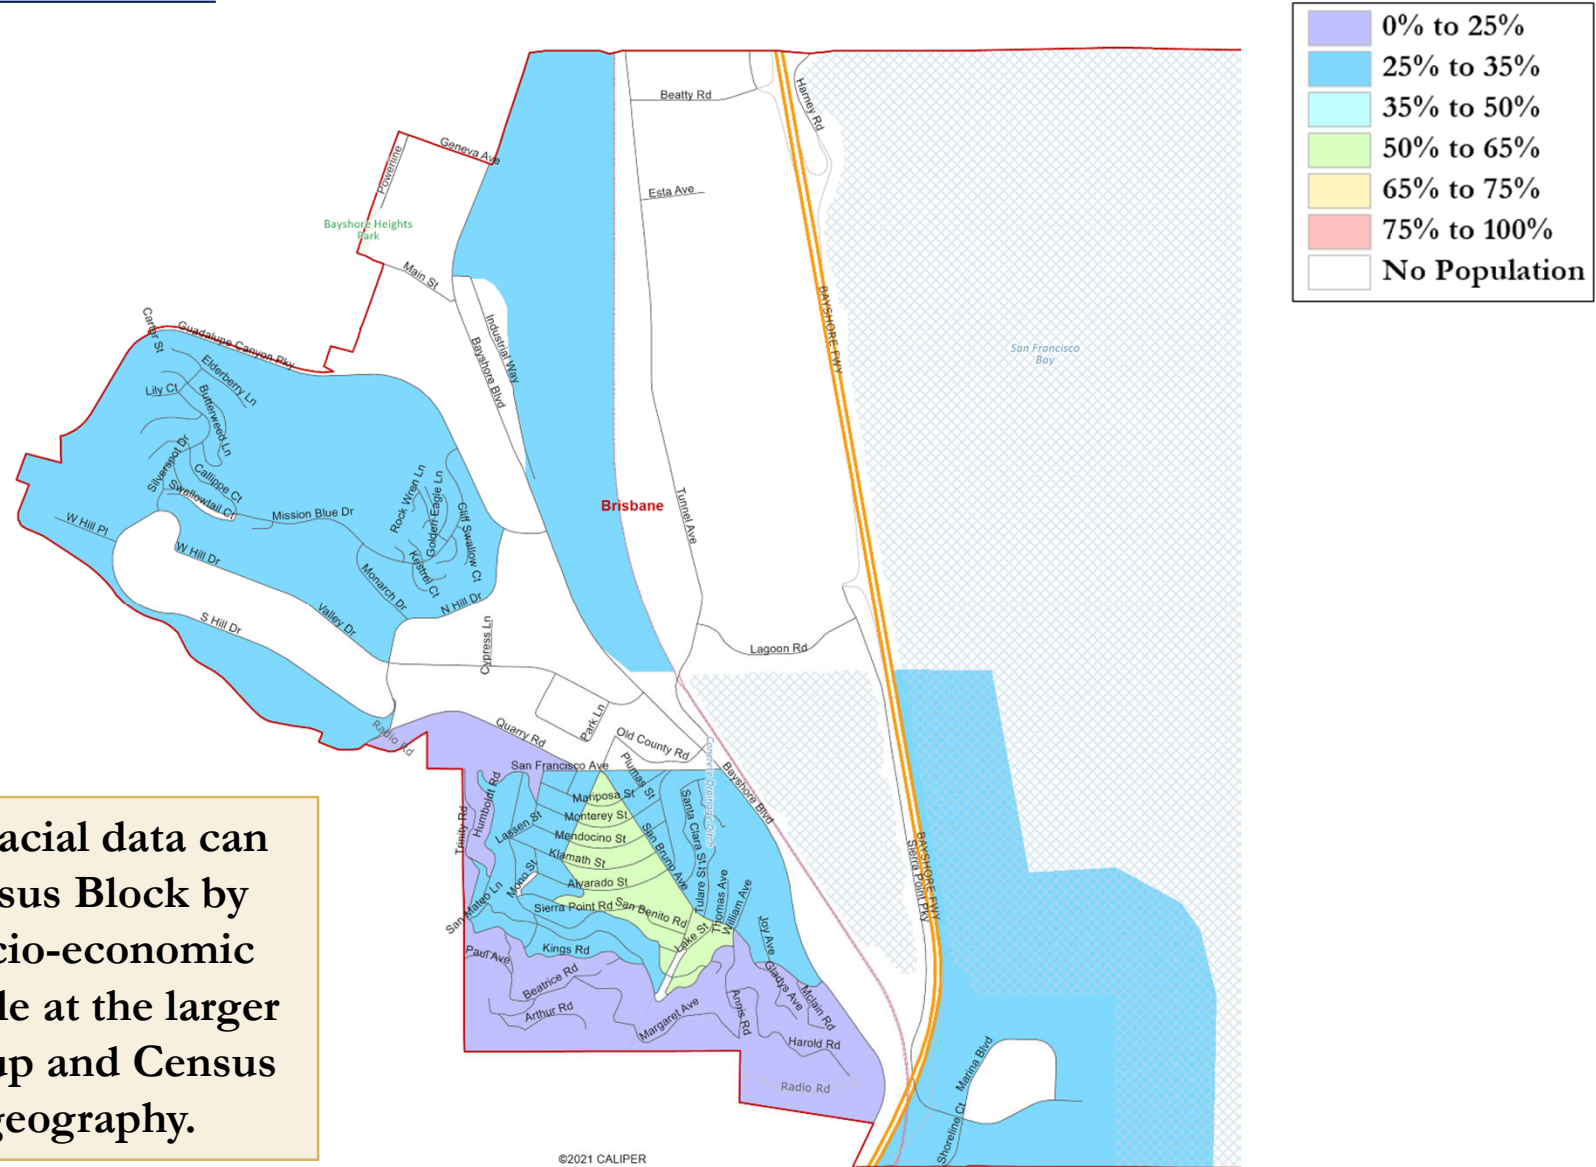 0% to 25%
25% to 35%
35% to 50%
50% to 65%
65% to 75%
75% to 100%
No Population
Beatty Rd
Harney Rd
Geneva Ave
Powerline
Esta Ave
Bayshore Heights
Park
Main St
Industrial Way
Bayshore Blvd
BAYSHORE FWY
San Francisco
Bay
Carter St
Guadalupe Canyon Pky
Elderberry Ln
Lily Ct
Butterweed Ln
Silverspot Dr
Callippe Ct
Swallowtail Ct
Mission Blue Dr
Rock Wren Ln
Golden Eagle Ln
Cliff Swallow Ct
Kestrel Ct
Brisbane
Tunnel Ave
W Hill Pl
W Hill Dr
Monarch Dr
N Hill Dr
Valley Dr
S Hill Dr
Cypress Ln
Lagoon Rd
Radio Rd
Quarry Rd
Park Ln
Old County Rd
San Francisco Ave
Plumas St
Concrete Drainage Ditch
Bayshore Blvd
Humboldt Rd
Trinity Rd
Mariposa St
Monterey St
Lassen St
Mendocino St
San Bruno Ave
Santa Clara St
Klamath St
Mono St
Alvarado St
Tulare St
Thomas Ave
William Ave
San Mateo Ln
Sierra Point Rd
San Benito Rd
Lake St
Joy Ave
BAYSHORE FWY
Sierra Point Pky
Kings Rd
Paul Ave
Beatrice Rd
Gladys Ave
Mclain Rd
Arthur Rd
Margaret Ave
Annis Rd
Harold Rd
Radio Rd
Marina Blvd
Shoreline Ct
acial data can
sus Block by
cio-economic
le at the larger
up and Census
geography.
©2021 CALIPER